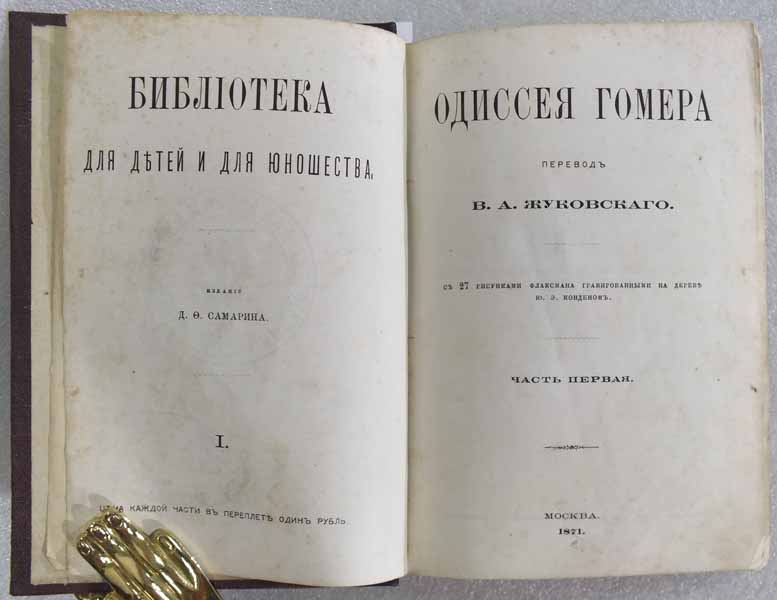 БИБЛІОТЕКА
ДЛЯ ДѢТЕЙ И ДЛЯ ЮНОШЕСТВА.
ИЗДАНІЕ
Д. Ѳ. САМАРИНА.
I.
ЦѢНА КАЖДОЙ ЧАСТИ ВЪ ПЕРЕПЛЕТѢ ОДИНЪ РУБЛЬ.
ОДИССЕЯ ГОМЕРА
ПЕРЕВОДЪ
В. А. ЖУКОВСКАГО.
СЪ 27 РИСУНКАМИ ФЛАКСМАНА ГРАВИРОВАННЫМИ НА ДЕРЕВѢ
Ю. Э. КОНДЕНОМЪ.
ЧАСТЬ ПЕРВАЯ.
МОСКВА.
1871.